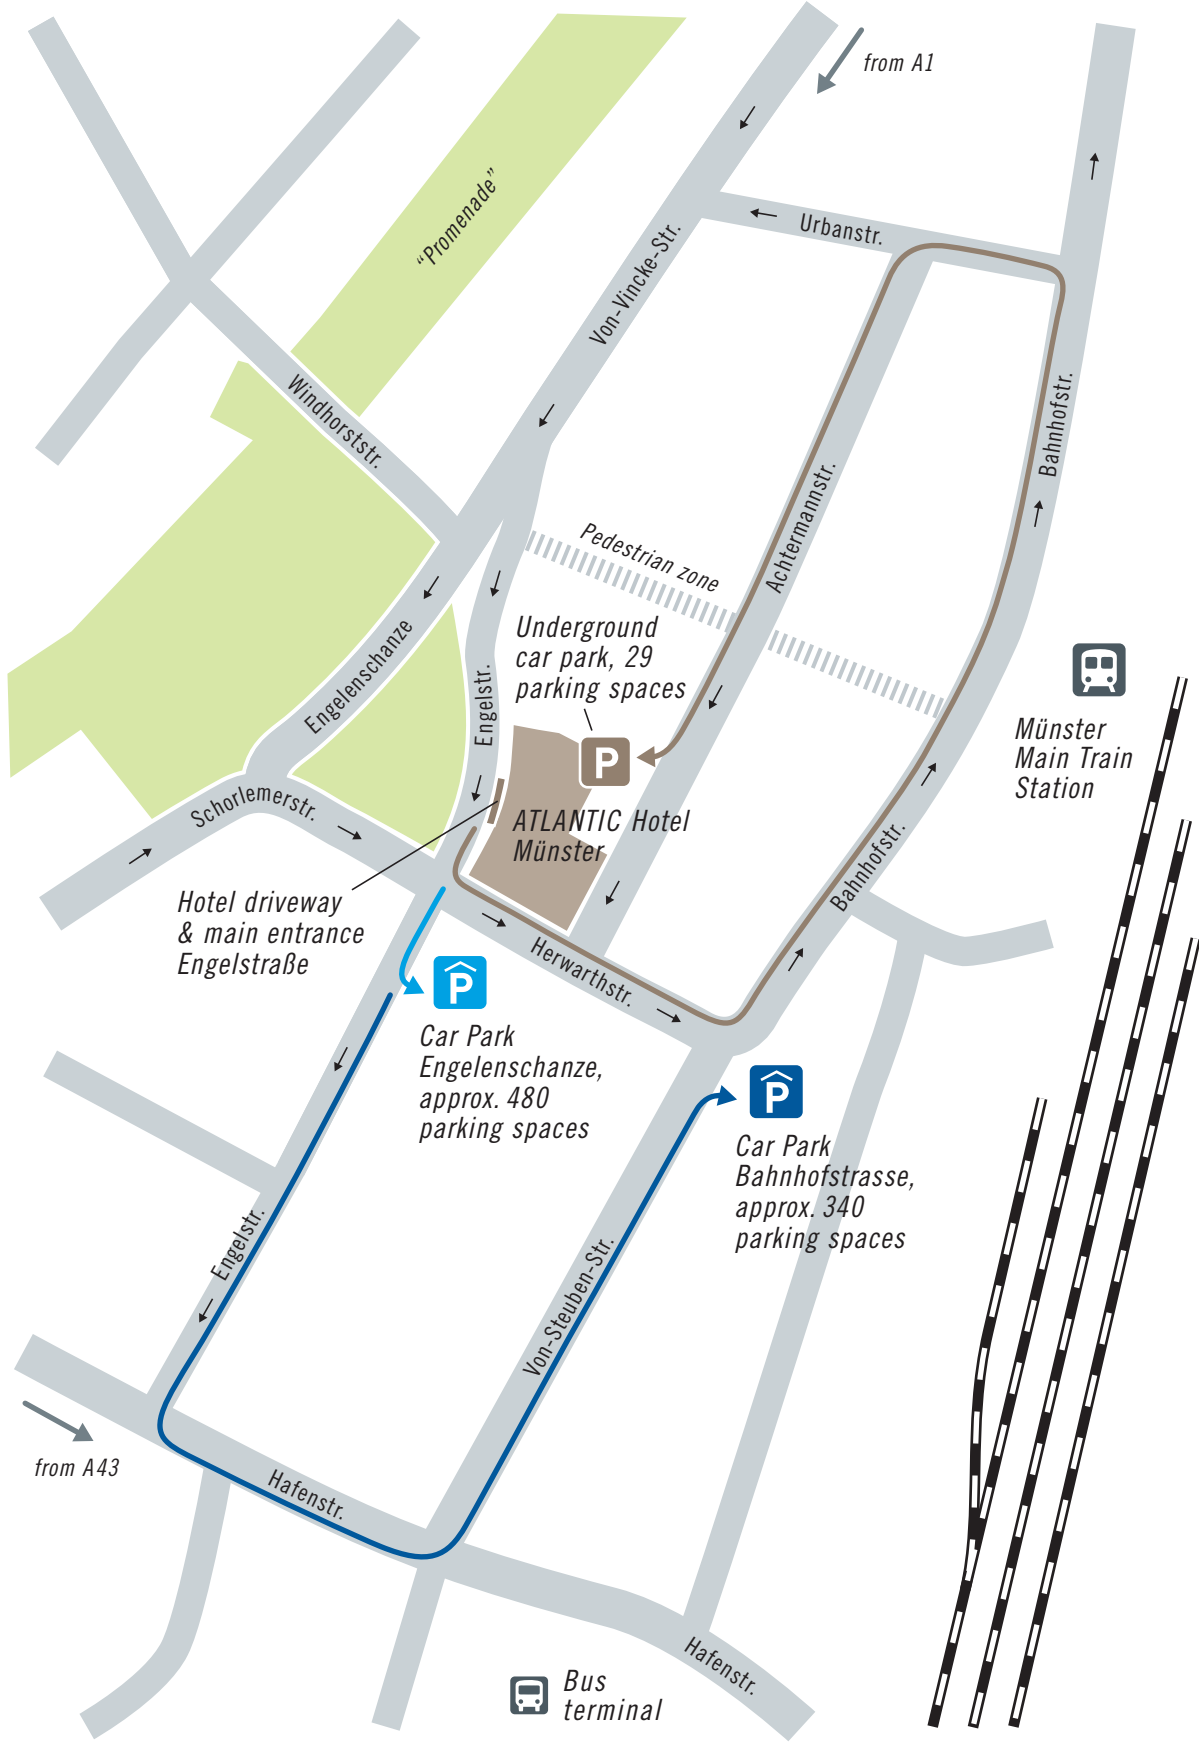 from A1
"Promenade"
Urbanstr.
Von-Vincke-Str.
Windhorststr.
Bahnhofstr.
Achtermannstr.
Pedestrian zone
Underground
car park, 29
parking spaces
P
Engelenschanze
Engelstr.
Münster
Main Train
Station
Schorlemerstr.
ATLANTIC Hotel
Münster
Bahnhofstr.
Hotel driveway
& main entrance
Engelstraße
Herwarthstr.
P
Car Park
Engelenschanze,
approx. 480
parking spaces
P
Car Park
Bahnhofstrasse,
approx. 340
parking spaces
Engelstr.
Von-Steuben-Str.
from A43
Hafenstr.
Hafenstr.
Bus
terminal